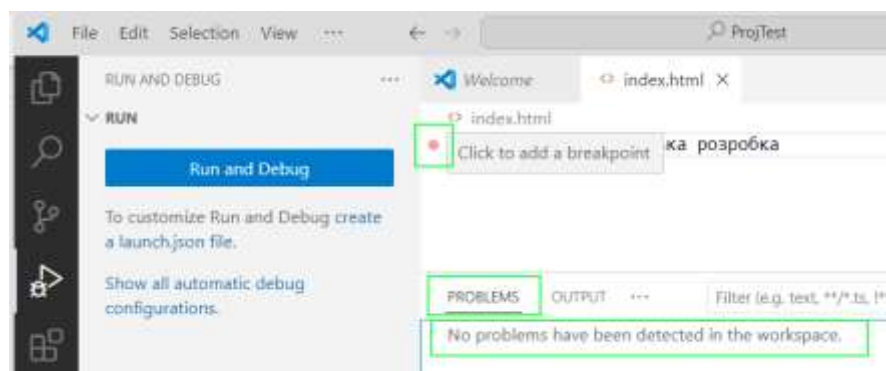 File Edit Selection View ···
ProjTest
RUN AND DEBUG ···
RUN
Run and Debug
To customize Run and Debug create
a launch.json file.
Show all automatic debug
configurations.
Welcome
index.html
index.html
Click to add a breakpoint
ка розробка
PROBLEMS OUTPUT ···
Filter (e.g. text, **/*.ts, !*
No problems have been detected in the workspace.